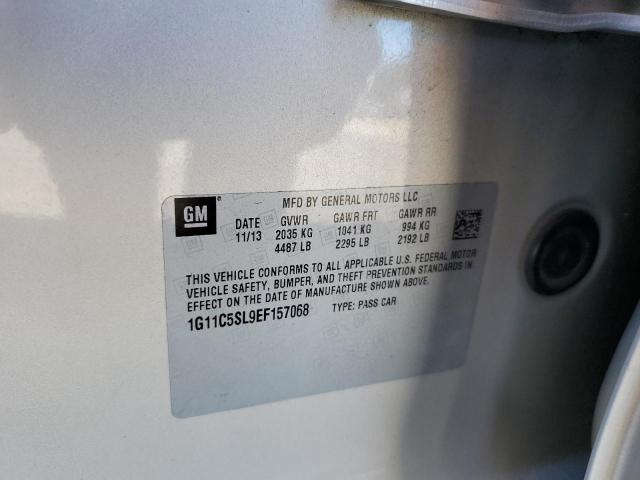 GM
MFD BY GENERAL MOTORS LLC
DATE GVWR GAWR FRT GAWR RR
11/13 2035 KG 1041 KG 994 KG
4487 LB 2295 LB 2192 LB
THIS VEHICLE CONFORMS TO ALL APPLICABLE U.S. FEDERAL MOTOR
VEHICLE SAFETY, BUMPER, AND THEFT PREVENTION STANDARDS IN
EFFECT ON THE DATE OF MANUFACTURE SHOWN ABOVE.
1G11C5SL9EF157068 TYPE: PASS CAR